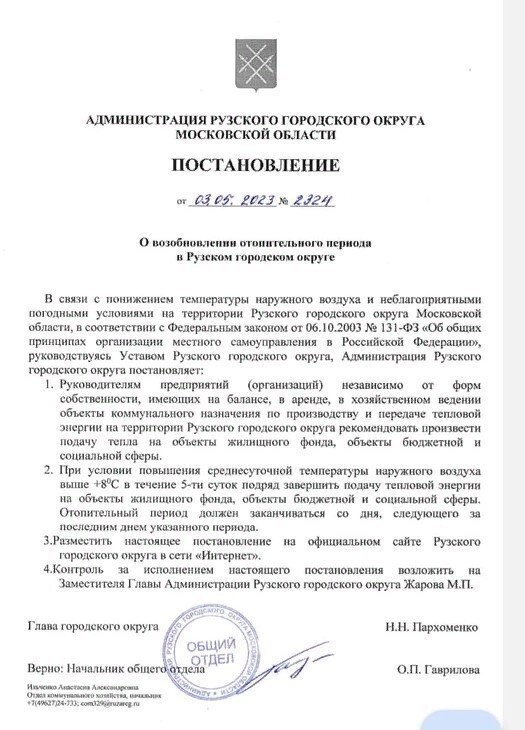 АДМИНИСТРАЦИЯ РУЗСКОГО ГОРОДСКОГО ОКРУГА
МОСКОВСКОЙ ОБЛАСТИ
ПОСТАНОВЛЕНИЕ
от 03.05.2023 № 2324
О возобновлении отопительного периода
в Рузском городском округе
В связи с понижением температуры наружного воздуха и неблагоприятными
погодными условиями на территории Рузского городского округа Московской
области, в соответствии с Федеральным законом от 06.10.2003 № 131-ФЗ «Об общих
принципах организации местного самоуправления в Российской Федерации»,
руководствуясь Уставом Рузского городского округа, Администрация Рузского
городского округа постановляет:
1. Руководителям предприятий (организаций) независимо от форм
собственности, имеющих на балансе, в аренде, в хозяйственном ведении
объекты коммунального назначения по производству и передаче тепловой
энергии на территории Рузского городского округа рекомендовать произвести
подачу тепла на объекты жилищного фонда, объекты бюджетной и
социальной сферы.
2. При условии повышения среднесуточной температуры наружного воздуха
выше +8⁰С в течение 5-ти суток подряд завершить подачу тепловой энергии
на объекты жилищного фонда, объекты бюджетной и социальной сферы.
Отопительный период должен заканчиваться со дня, следующего за
последним днем указанного периода.
3.Разместить настоящее постановление на официальном сайте Рузского
городского округа в сети «Интернет».
4.Контроль за исполнением настоящего постановления возложить на
Заместителя Главы Администрации Рузского городского округа Жарова М.П.
Глава городского округа Н.Н. Пархоменко
ОБЩИЙ
ОТДЕЛ
Верно: Начальник общего отдела О.П. Гаврилова
Ильченко Анастасия Александровна
Отдел коммунального хозяйства, начальник
+7(49627)24-733; com329@ruzareg.ru